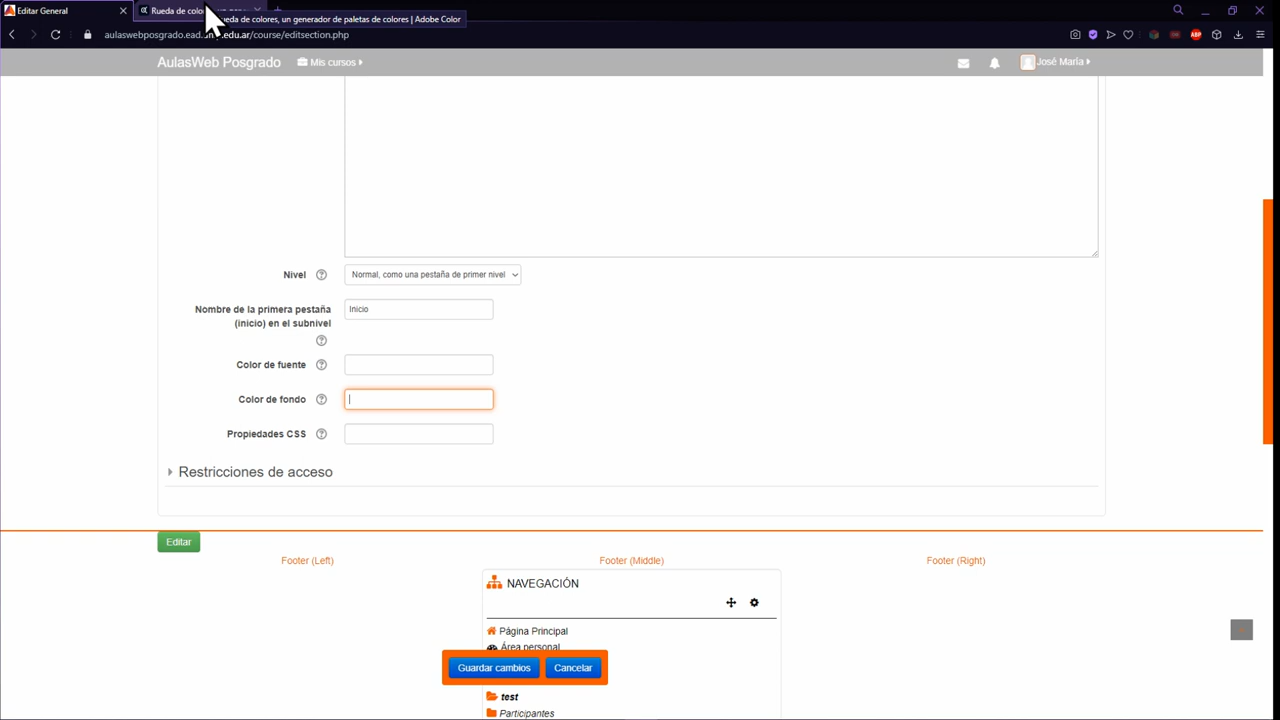 Editar General
Rueda de colo
ueda de colores, un generador de paletas de colores | Adobe Color
aulaswebposgrado.ead.un
.edu.ar/course/editsection.php
ABP
AulasWeb Posgrado
Mis cursos
José María
Nivel
Normal, como una pestaña de primer nivel
Nombre de la primera pestaña
(inicio) en el subnivel
Inicio
Color de fuente
Color de fondo
Propiedades CSS
Restricciones de acceso
Editar
Footer (Left)
Footer (Middle)
Footer (Right)
NAVEGACIÓN
Página Principal
Área personal
Guardar cambios
Cancelar
test
Participantes